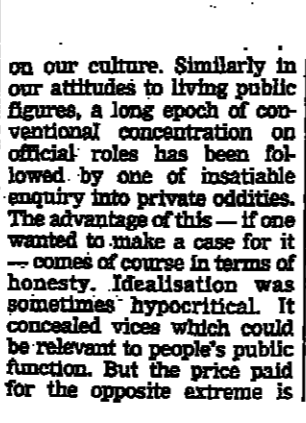 on our culture. Similarly in
our attitudes to living public
figures, a long epoch of con-
ventional concentration on
official roles has been fol-
lowed by one of insatiable
enquiry into private oddities.
The advantage of this — if one
wanted to make a case for it
— comes of course in terms of
honesty. Idealisation was
sometimes hypocritical. It
concealed vices which could
be relevant to people's public
function. But the price paid
for the opposite extreme is